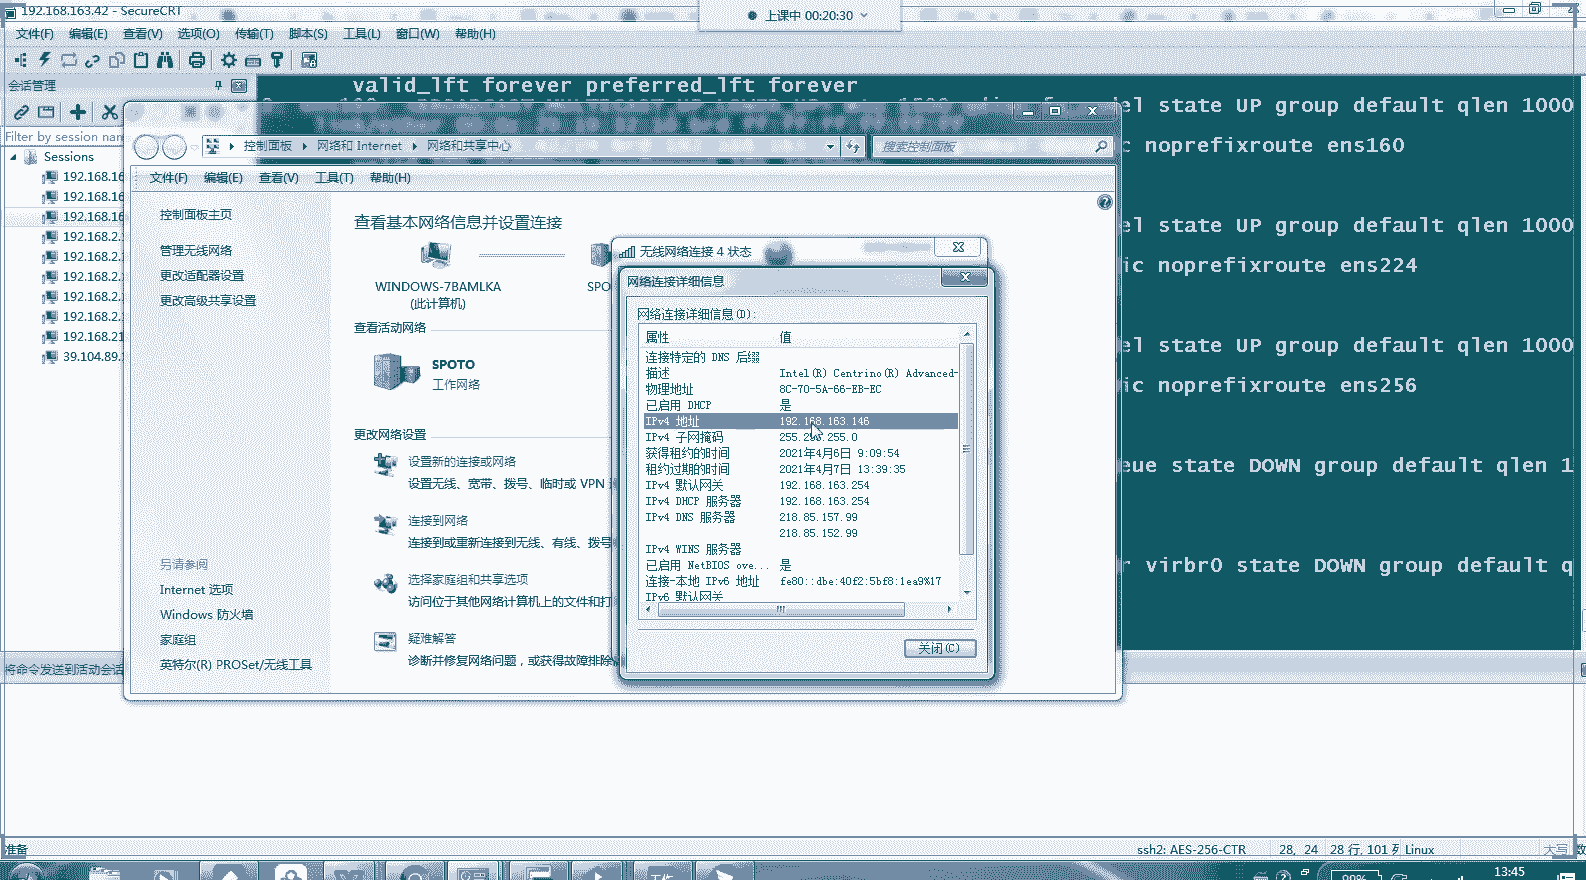 192.168.163.42 - SecureCRT
上课中 00:20:30
文件(F) 编辑(E) 查看(V) 选项(O) 传输(T) 脚本(S) 工具(L) 窗口(W) 帮助(H)
会话管理
Filter by session nam
Sessions
192.168.16
192.168.16
192.168.16
192.168.2.
192.168.2.
192.168.2.
192.168.2.
192.168.2.
192.168.21
39.104.89.
valid_lft forever preferred_lft forever
el state UP group default qlen 1000
c noprefixroute ens160
el state UP group default qlen 1000
ic noprefixroute ens224
el state UP group default qlen 1000
ic noprefixroute ens256
eue state DOWN group default qlen 1
r virbr0 state DOWN group default q
控制面板 网络和 Internet 网络和共享中心
搜索控制面板
文件(F) 编辑(E) 查看(V) 工具(T) 帮助(H)
控制面板主页
管理无线网络
更改适配器设置
更改高级共享设置
另请参阅
Internet 选项
Windows 防火墙
家庭组
英特尔(R) PROSet/无线工具
查看基本网络信息并设置连接
WINDOWS-7BAMLKA
(此计算机)
SPO
查看活动网络
SPOTO
工作网络
更改网络设置
设置新的连接或网络
设置无线、宽带、拨号、临时或 VPN
连接到网络
连接到或重新连接到无线、有线、拨号
选择家庭组和共享选项
访问位于其他网络计算机上的文件和打
疑难解答
诊断并修复网络问题，或获得故障排除
无线网络连接 4 状态
网络连接详细信息
网络连接详细信息(D):
属性 值
连接特定的 DNS 后缀
描述 Intel(R) Centrino(R) Advanced-
物理地址 8C-70-5A-66-EB-EC
已启用 DHCP 是
IPv4 地址 192.168.163.146
IPv4 子网掩码 255.255.255.0
获得租约的时间 2021年4月6日 9:09:54
租约过期的时间 2021年4月7日 13:39:35
IPv4 默认网关 192.168.163.254
IPv4 DHCP 服务器 192.168.163.254
IPv4 DNS 服务器 218.85.157.99
218.85.152.99
IPv4 WINS 服务器
已启用 NetBIOS ove... 是
连接-本地 IPv6 地址 fe80::dbe:40f2:5bf8:1ea9%17
IPv6 默认网关
关闭(C)
将命令发送到活动会话
准备
ssh2: AES-256-CTR 28, 24 28 行, 101 列 Linux 大写 数
99%
13:45